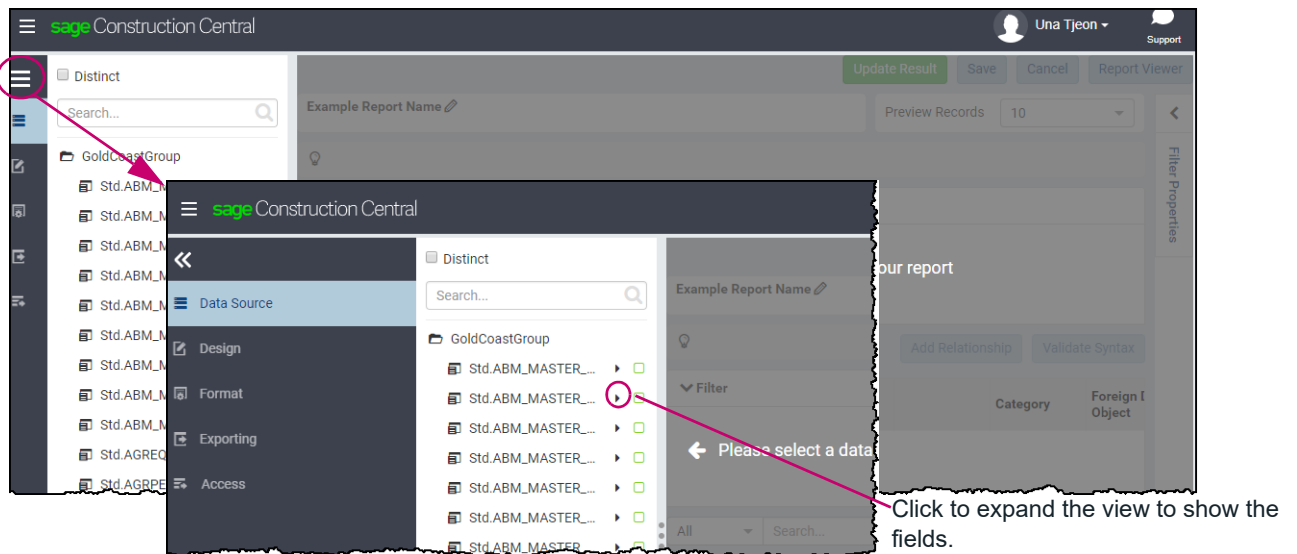 sage Construction Central
Una Tjeon
Support
Distinct
Update Result Save Cancel Report Viewer
Search...
Example Report Name
Preview Records 10
GoldCoastGroup
Filter Properties
Std.ABM_M
Std.ABM_M
Std.ABM_M
Std.ABM_M
Std.ABM_M
Std.ABM_M
Std.ABM_M
Std.ABM_M
Std.ABM_M
Std.AGREQ
Std.AGRPE
our report
Add Relationship Validate Syntax
Category
Foreign
Object
sage Construction Central
Data Source
Design
Format
Exporting
Access
Distinct
Search...
GoldCoastGroup
Std.ABM_MASTER_...
Std.ABM_MASTER_...
Std.ABM_MASTER_...
Std.ABM_MASTER_...
Std.ABM_MASTER_...
Std.ABM_MASTER_...
Std.ABM_MASTER
Example Report Name
Filter
Please select a data
All Search...
Click to expand the view to show the
fields.